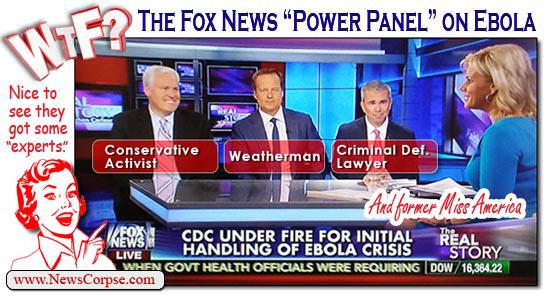 WTF?
THE FOX NEWS “POWER PANEL” ON EBOLA
Nice to
see they
got some
“experts.”
Conservative
Activist
Weatherman
Criminal Def.
Lawyer
And former Miss America
FOX
NEWS
LIVE
CDC UNDER FIRE FOR INITIAL
HANDLING OF EBOLA CRISIS
The
REAL
STORY
WHEN GOVT HEALTH OFFICIALS WERE REQUIRING
DOW / 16,364.22
www.NewsCorpse.com